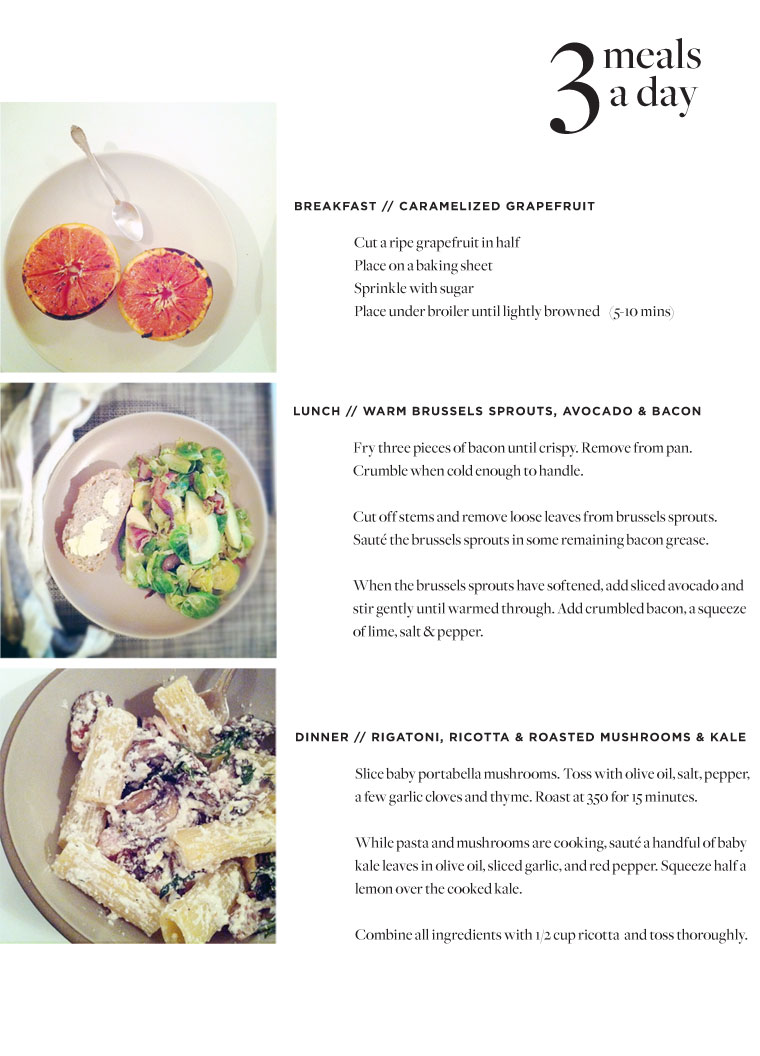 3 meals
a day
BREAKFAST // CARAMELIZED GRAPEFRUIT
Cut a ripe grapefruit in half
Place on a baking sheet
Sprinkle with sugar
Place under broiler until lightly browned (5-10 mins)
LUNCH // WARM BRUSSELS SPROUTS, AVOCADO & BACON
Fry three pieces of bacon until crispy. Remove from pan.
Crumble when cold enough to handle.
Cut off stems and remove loose leaves from brussels sprouts.
Sauté the brussels sprouts in some remaining bacon grease.
When the brussels sprouts have softened, add sliced avocado and
stir gently until warmed through. Add crumbled bacon, a squeeze
of lime, salt & pepper.
DINNER // RIGATONI, RICOTTA & ROASTED MUSHROOMS & KALE
Slice baby portabella mushrooms. Toss with olive oil, salt, pepper,
a few garlic cloves and thyme. Roast at 350 for 15 minutes.
While pasta and mushrooms are cooking, sauté a handful of baby
kale leaves in olive oil, sliced garlic, and red pepper. Squeeze half a
lemon over the cooked kale.
Combine all ingredients with 1/2 cup ricotta and toss thoroughly.